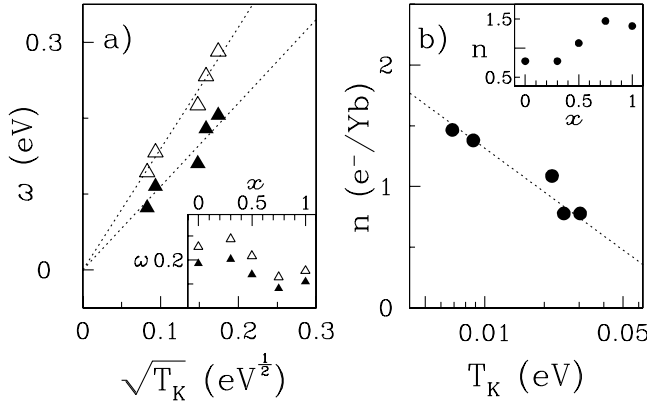 a)
0.3
0
ω (eV)
0 0.1 0.2 0.3
√T_K (eV^{1/2})
x
0 0.5 1
ω 0.2
b)
2
1
0
n (e⁻/Yb)
0.01 0.05
T_K (eV)
1.5
n
0.5
0 0.5 1
x